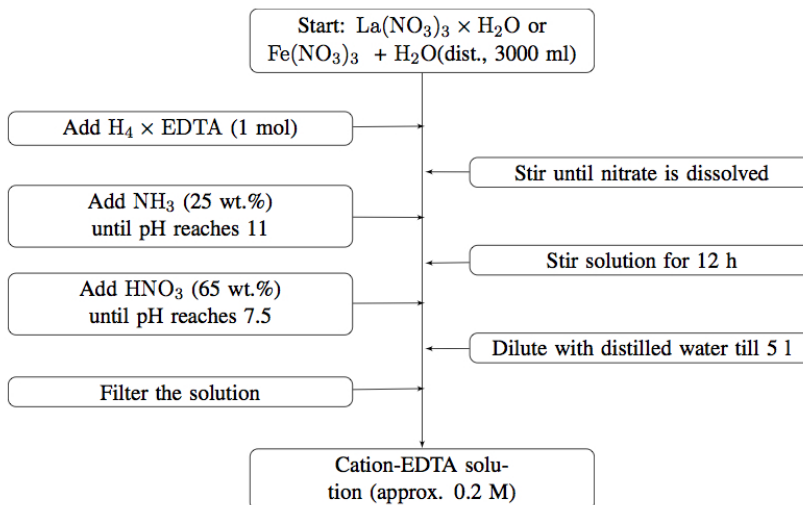 Start: La(NO₃)₃ × H₂O or
Fe(NO₃)₃ + H₂O(dist., 3000 ml)
Add H₄ × EDTA (1 mol)
Stir until nitrate is dissolved
Add NH₃ (25 wt.%)
until pH reaches 11
Stir solution for 12 h
Add HNO₃ (65 wt.%)
until pH reaches 7.5
Dilute with distilled water till 5 l
Filter the solution
Cation-EDTA solu-
tion (approx. 0.2 M)